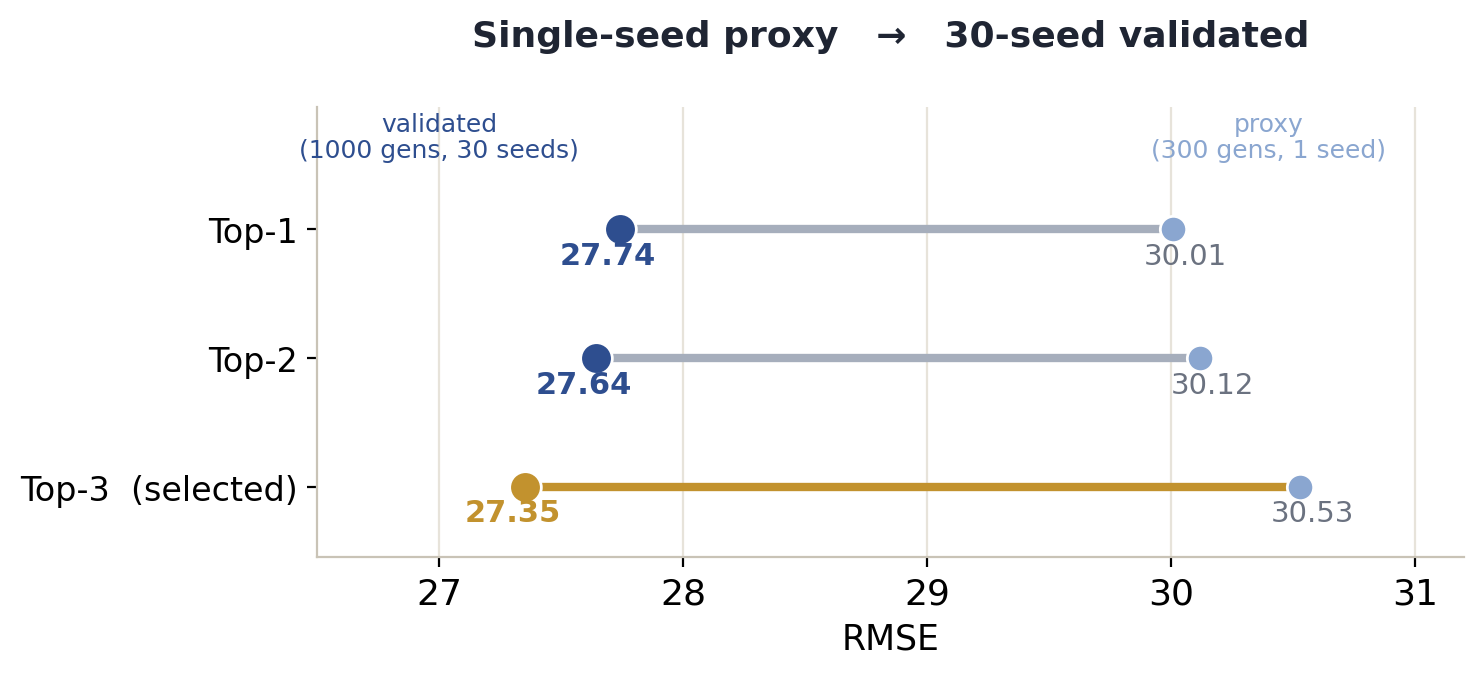 Single-seed proxy → 30-seed validated
validated
(1000 gens, 30 seeds)
proxy
(300 gens, 1 seed)
Top-1
27.74
30.01
Top-2
27.64
30.12
Top-3 (selected)
27.35
30.53
27 28 29 30 31
RMSE